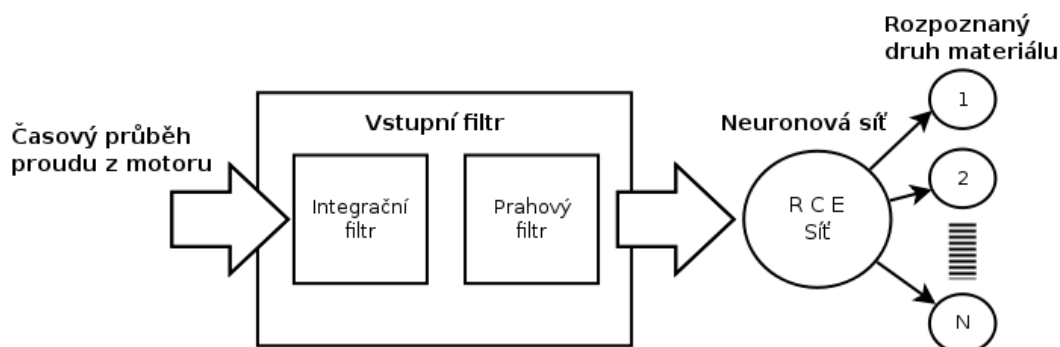 Časový průběh
proudu z motoru
Vstupní filtr
Integrační
filtr
Prahový
filtr
Neuronová síť
R C E
Síť
Rozpoznaný
druh materiálu
1
2
N